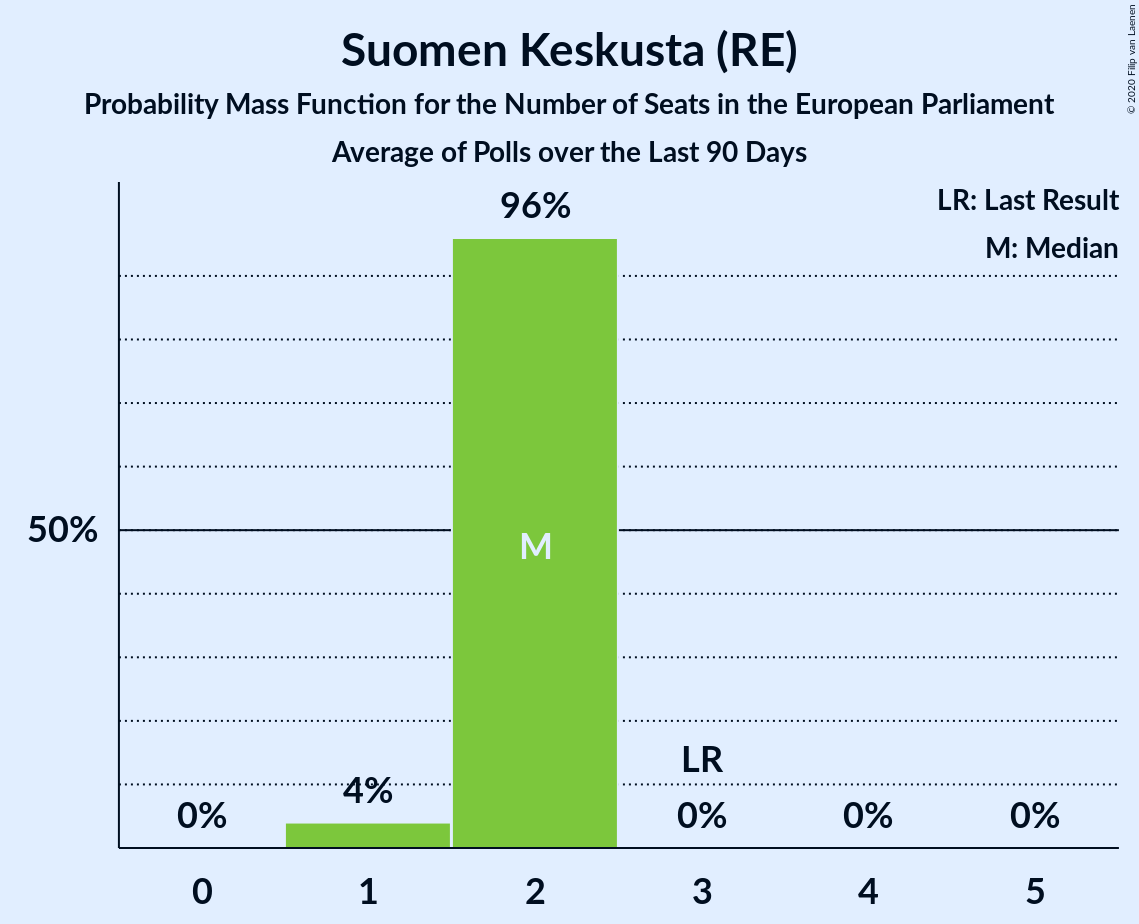 Suomen Keskusta (RE)
Probability Mass Function for the Number of Seats in the European Parliament
Average of Polls over the Last 90 Days
© 2020 Filip van Laenen
LR: Last Result
M: Median
96%
50%
M
LR
0%
4%
0%
0%
0%
0 1 2 3 4 5